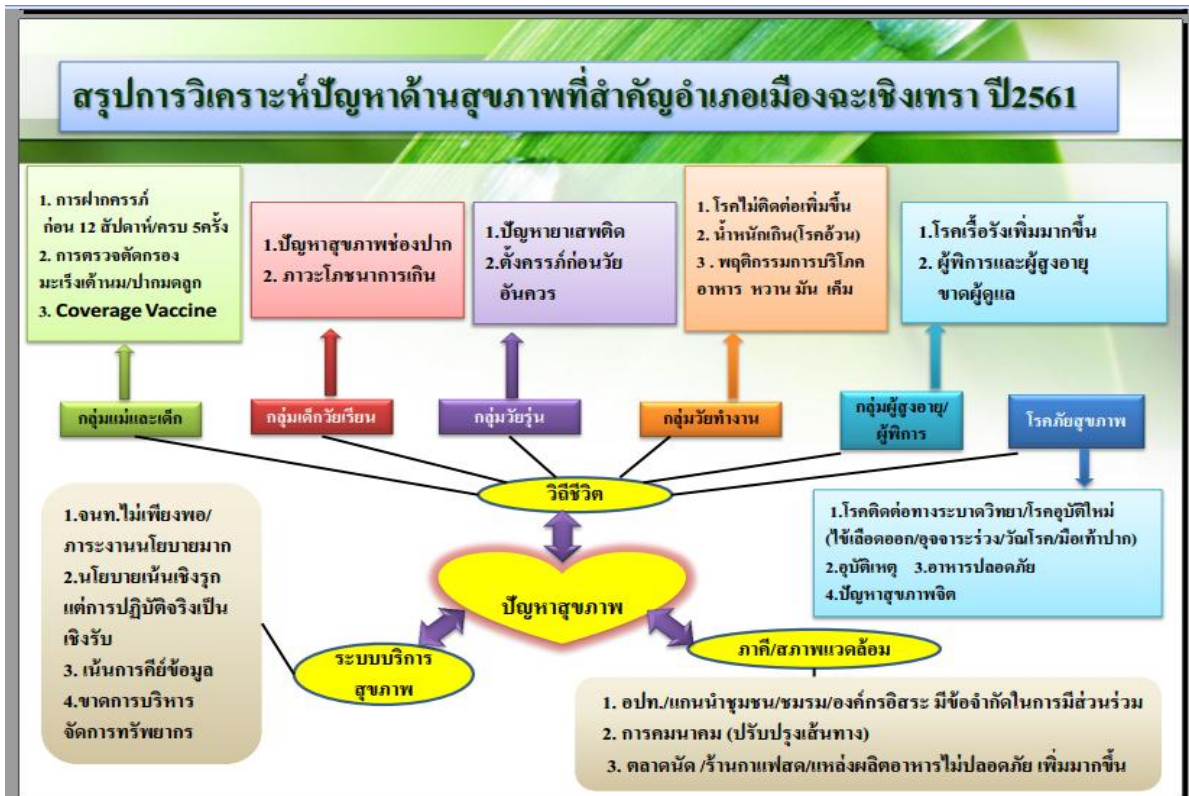 สรุปการวิเคราะห์ปัญหาด้านสุขภาพที่สำคัญอำเภอเมืองฉะเชิงเทรา ปี2561
1. การฝากครรภ์
ก่อน 12 สัปดาห์/ครบ 5ครั้ง
2. การตรวจคัดกรอง
มะเร็งเต้านม/ปากมดลูก
3. Coverage Vaccine
1.ปัญหาสุขภาพช่องปาก
2. ภาวะโภชนาการเกิน
1.ปัญหายาเสพติด
2.ตั้งครรภ์ก่อนวัย
อันควร
1. โรคไม่ติดต่อเพิ่มขึ้น
2. น้ำหนักเกิน(โรคอ้วน)
3 . พฤติกรรมการบริโภค
อาหาร หวาน มัน เค็ม
1.โรคเรื้อรังเพิ่มมากขึ้น
2. ผู้พิการและผู้สูงอายุ
ขาดผู้ดูแล
กลุ่มแม่และเด็ก
กลุ่มเด็กวัยเรียน
กลุ่มวัยรุ่น
กลุ่มวัยทำงาน
กลุ่มผู้สูงอายุ/
ผู้พิการ
โรคภัยสุขภาพ
วิถีชีวิต
1.จนท.ไม่เพียงพอ/
ภาระงานนโยบายมาก
2.นโยบายเน้นเชิงรุก
แต่การปฏิบัติจริงเป็น
เชิงรับ
3. เน้นการคีย์ข้อมูล
4.ขาดการบริหาร
จัดการทรัพยากร
1.โรคติดต่อทางระบาดวิทยา/โรคอุบัติใหม่
(ไข้เลือดออก/อุจจาระร่วง/วัณโรค/มือเท้าปาก)
2.อุบัติเหตุ 3.อาหารปลอดภัย
4.ปัญหาสุขภาพจิต
ปัญหาสุขภาพ
ระบบบริการ
สุขภาพ
ภาคี/สภาพแวดล้อม
1. อปท./แกนนำชุมชน/ชมรม/องค์กรอิสระ มีข้อจำกัดในการมีส่วนร่วม
2. การคมนาคม (ปรับปรุงเส้นทาง)
3. ตลาดนัด /ร้านกาแฟสด/แหล่งผลิตอาหารไม่ปลอดภัย เพิ่มมากขึ้น